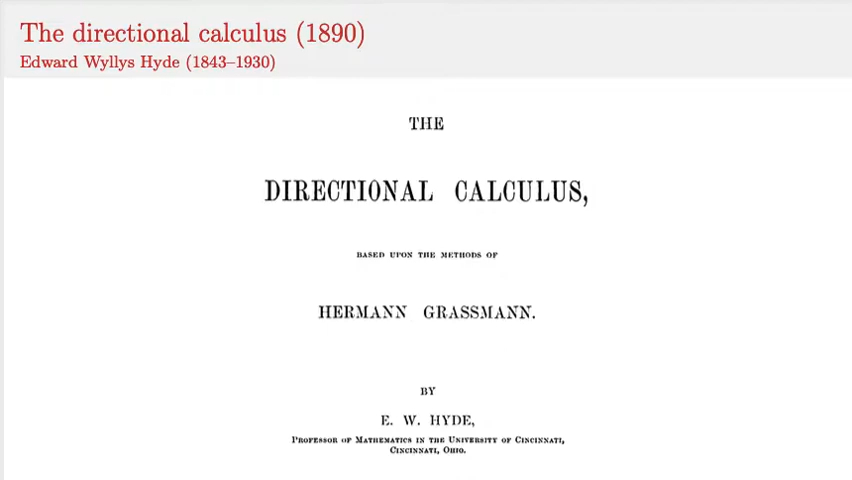 The directional calculus (1890)
Edward Wyllys Hyde (1843–1930)
THE
DIRECTIONAL CALCULUS,
BASED UPON THE METHODS OF
HERMANN GRASSMANN.
BY
E. W. HYDE,
PROFESSOR OF MATHEMATICS IN THE UNIVERSITY OF CINCINNATI,
CINCINNATI, OHIO.